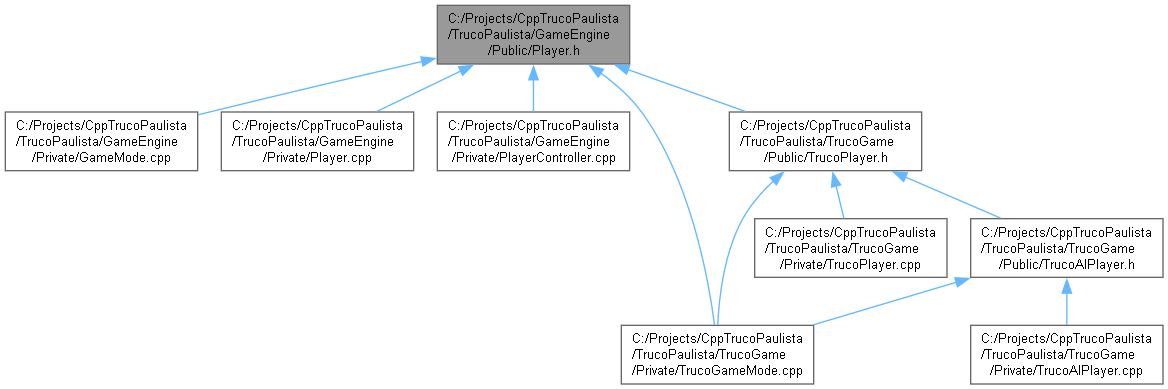 C:/Projects/CppTrucoPaulista
/TrucoPaulista/GameEngine
/Public/Player.h
C:/Projects/CppTrucoPaulista
/TrucoPaulista/GameEngine
/Private/GameMode.cpp
C:/Projects/CppTrucoPaulista
/TrucoPaulista/GameEngine
/Private/Player.cpp
C:/Projects/CppTrucoPaulista
/TrucoPaulista/GameEngine
/Private/PlayerController.cpp
C:/Projects/CppTrucoPaulista
/TrucoPaulista/TrucoGame
/Public/TrucoPlayer.h
C:/Projects/CppTrucoPaulista
/TrucoPaulista/TrucoGame
/Private/TrucoPlayer.cpp
C:/Projects/CppTrucoPaulista
/TrucoPaulista/TrucoGame
/Public/TrucoAIPlayer.h
C:/Projects/CppTrucoPaulista
/TrucoPaulista/TrucoGame
/Private/TrucoGameMode.cpp
C:/Projects/CppTrucoPaulista
/TrucoPaulista/TrucoGame
/Private/TrucoAIPlayer.cpp